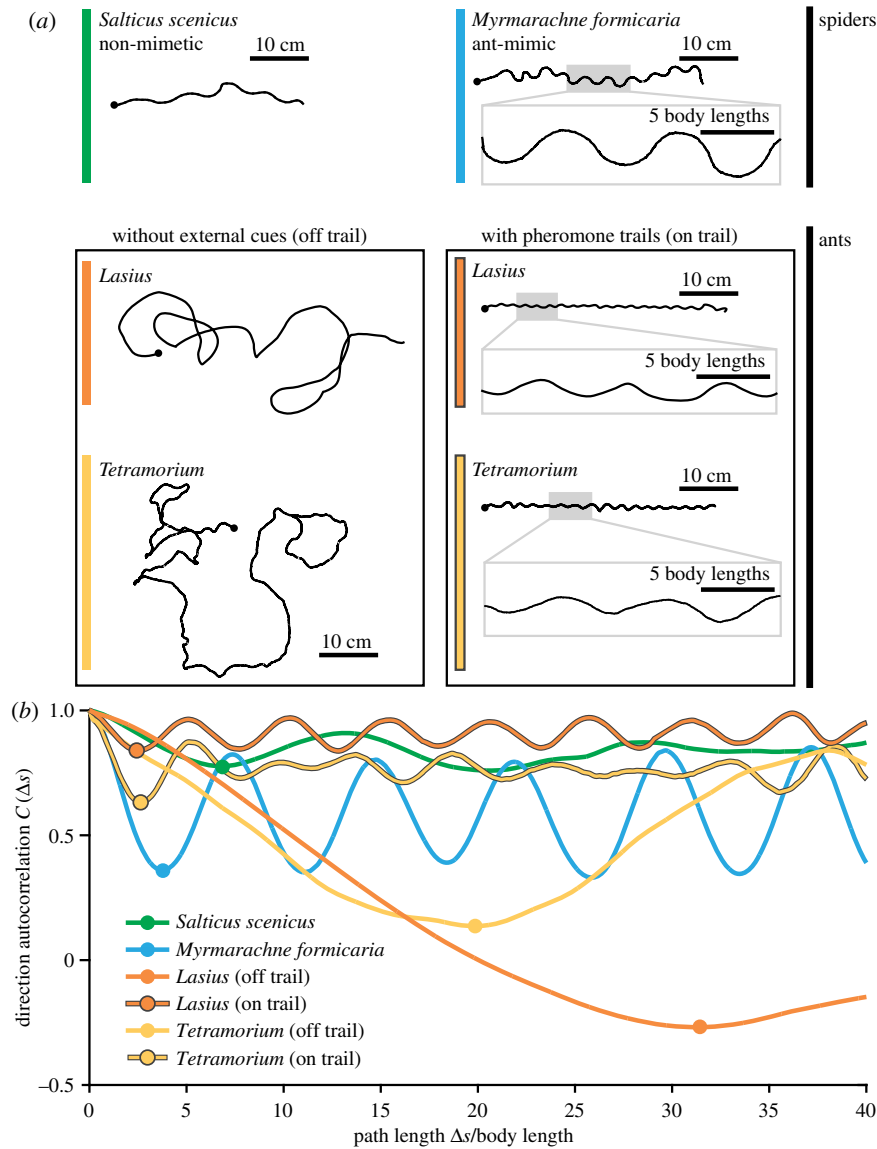 (a)
Salticus scenicus
non-mimetic
10 cm
Myrmarachne formicaria
ant-mimic
10 cm
5 body lengths
spiders
without external cues (off trail)
with pheromone trails (on trail)
ants
Lasius
Lasius
10 cm
5 body lengths
Tetramorium
10 cm
Tetramorium
10 cm
5 body lengths
(b)
1.0
0.5
0
–0.5
direction autocorrelation C (Δs)
Salticus scenicus
Myrmarachne formicaria
Lasius (off trail)
Lasius (on trail)
Tetramorium (off trail)
Tetramorium (on trail)
0 5 10 15 20 25 30 35 40
path length Δs/body length